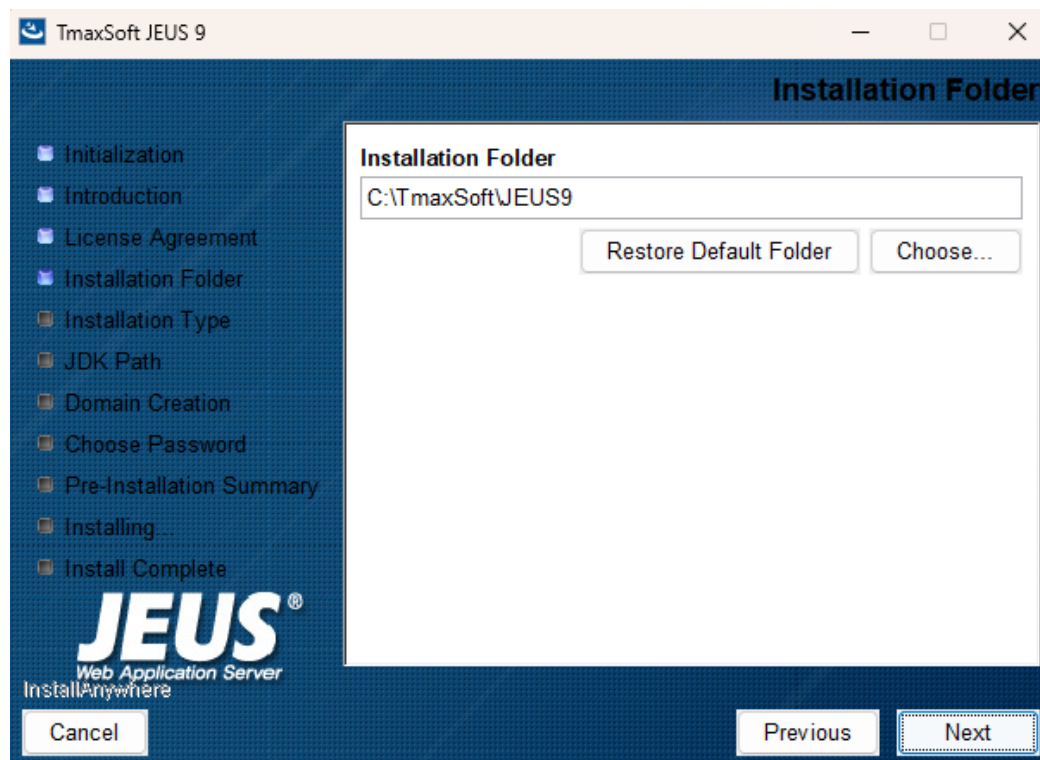 TmaxSoft JEUS 9
Installation Folder
Initialization
Introduction
License Agreement
Installation Folder
Installation Type
JDK Path
Domain Creation
Choose Password
Pre-Installation Summary
Installing...
Install Complete
JEUS®
Web Application Server
InstallAnywhere
Installation Folder
C:\TmaxSoft\JEUS9
Restore Default Folder Choose...
Cancel Previous Next